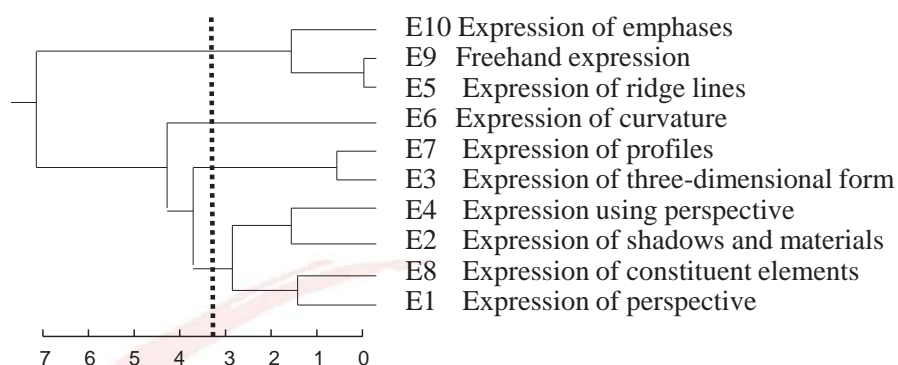 E10 Expression of emphases
E9 Freehand expression
E5 Expression of ridge lines
E6 Expression of curvature
E7 Expression of profiles
E3 Expression of three-dimensional form
E4 Expression using perspective
E2 Expression of shadows and materials
E8 Expression of constituent elements
E1 Expression of perspective
7 6 5 4 3 2 1 0